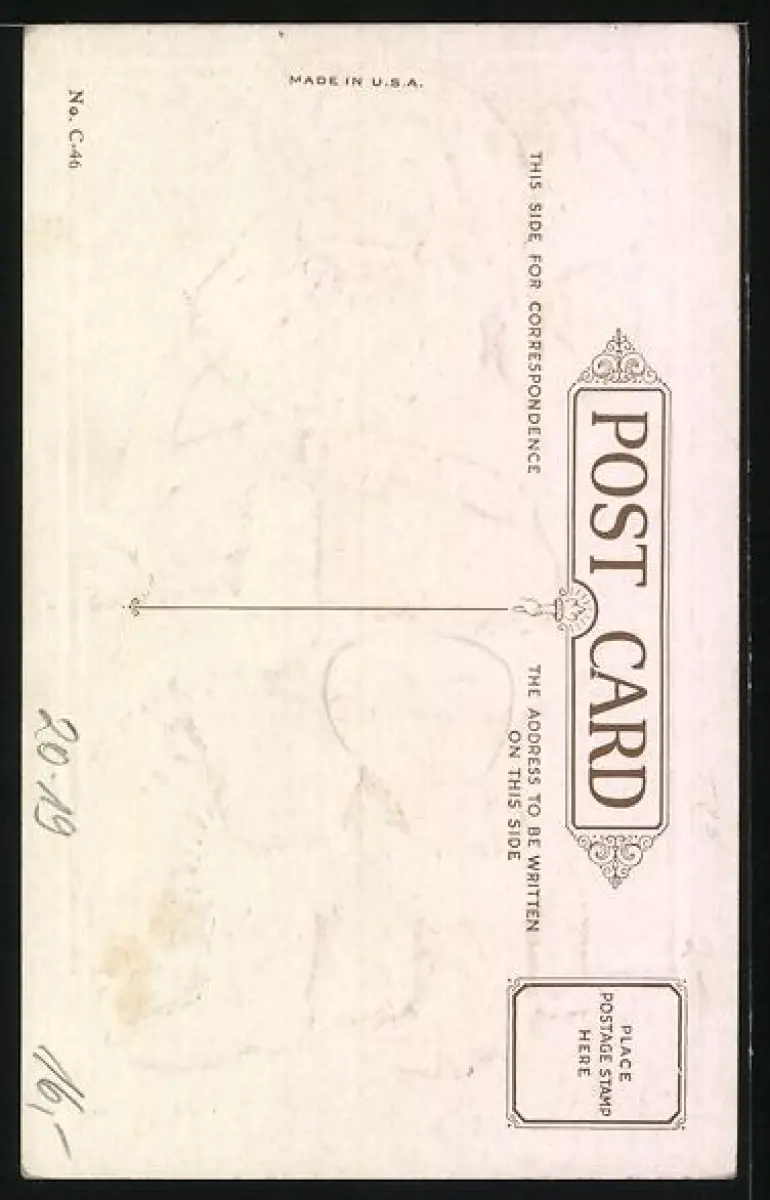 MADE IN U.S.A.
No. C-46
POST CARD
THIS SIDE FOR CORRESPONDENCE
THE ADDRESS TO BE WRITTEN
ON THIS SIDE
PLACE
POSTAGE STAMP
HERE
20-19
16,-